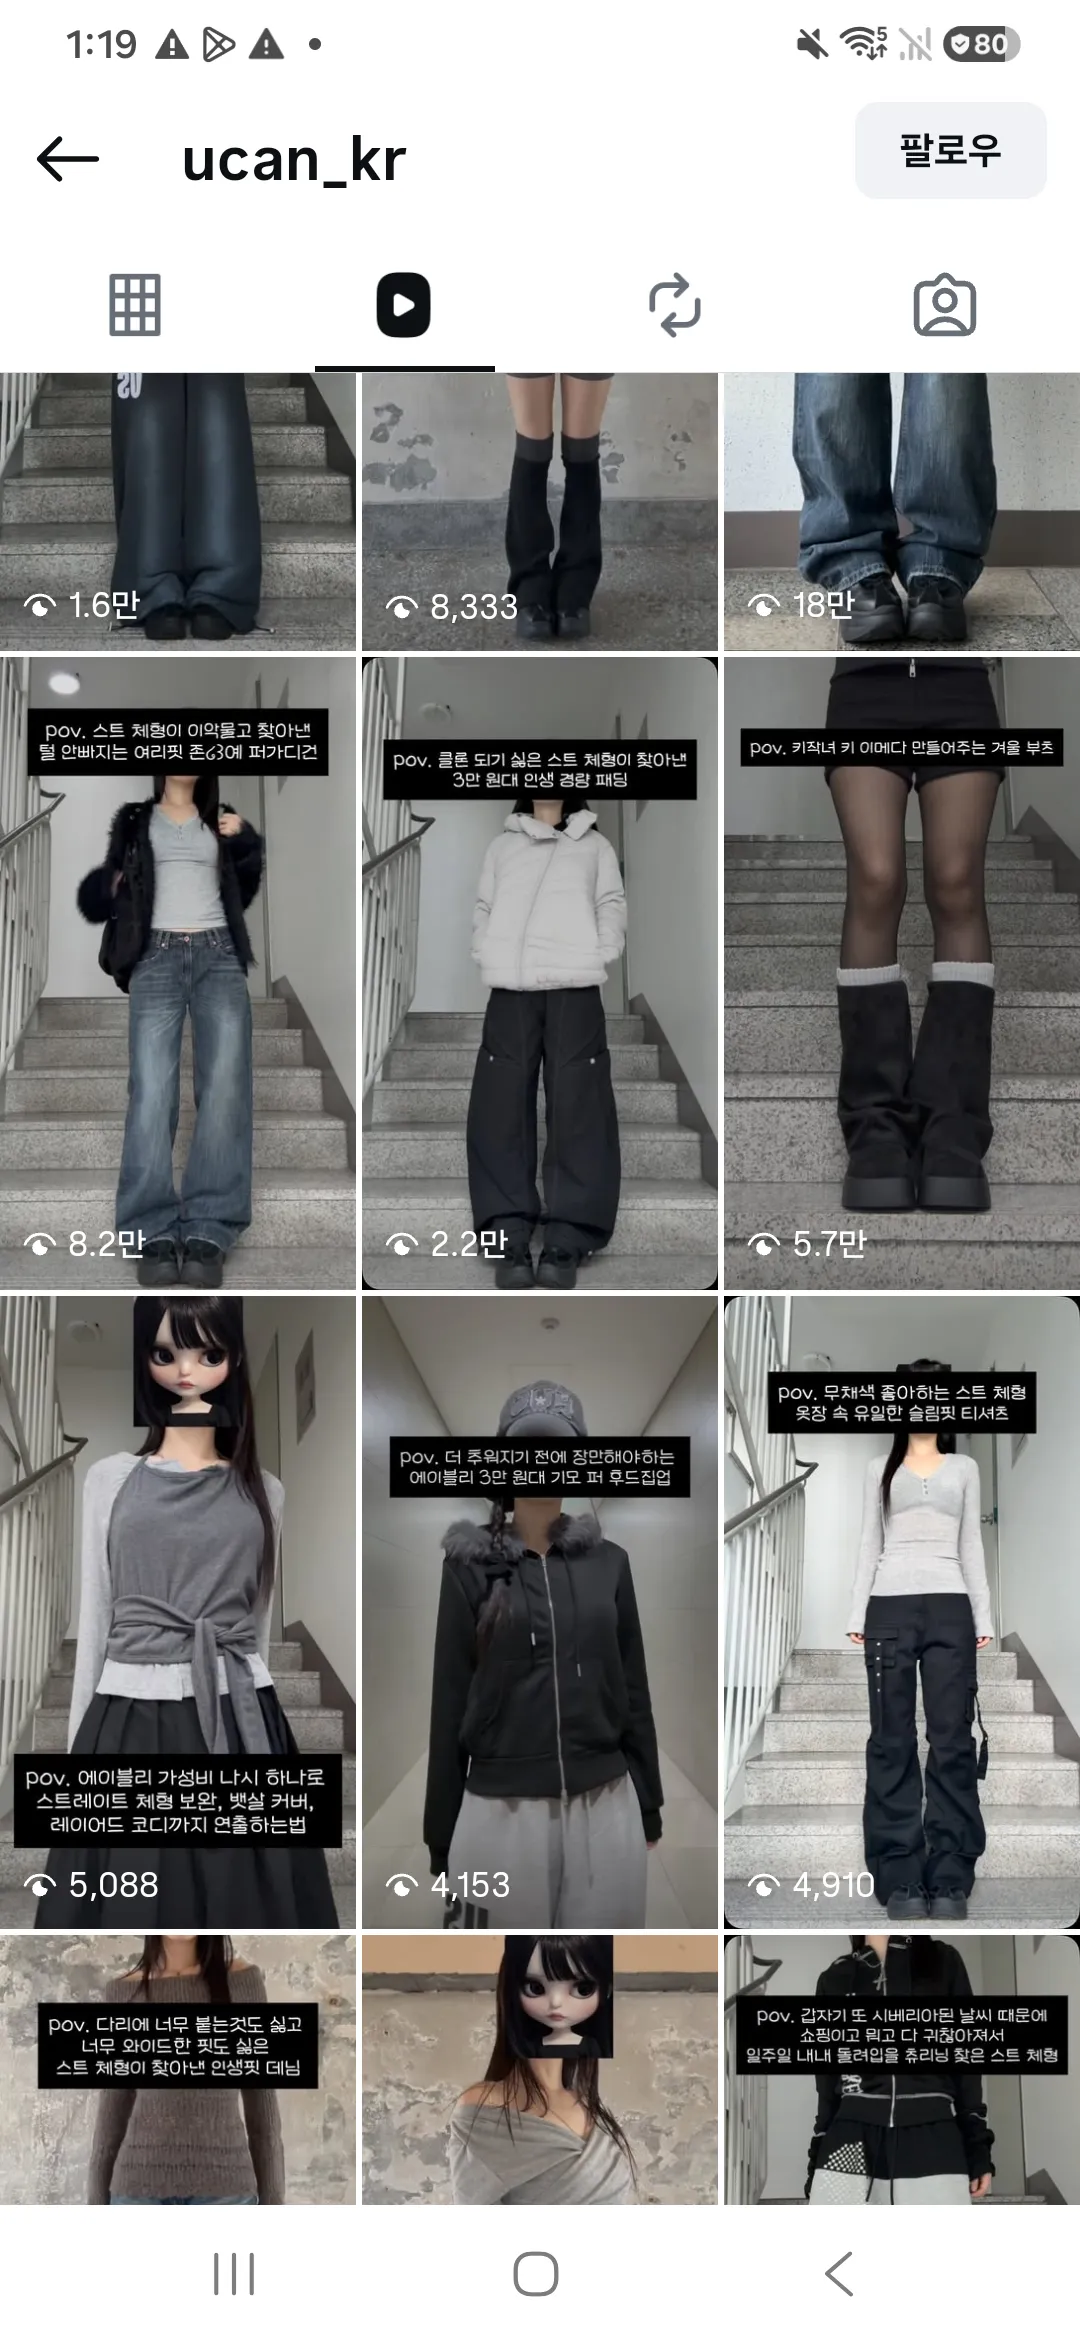 1:19
5
80
ucan_kr
팔로우
1.6만
8,333
18만
pov. 스트 체형이 이악물고 찾아낸
털 안빠지는 여리핏 존예 퍼가디건
pov. 클론 되기 싫은 스트 체형이 찾아낸
3만 원대 인생 경량 패딩
pov. 키작녀 키 이메다 만들어주는 겨울 부츠
8.2만
2.2만
5.7만
pov. 에이블리 가성비 나시 하나로
스트레이트 체형 보완, 뱃살 커버,
레이어드 코디까지 연출하는법
pov. 더 추워지기 전에 장만해야하는
에이블리 3만 원대 기모 퍼 후드집업
pov. 무채색 좋아하는 스트 체형
옷장 속 유일한 슬림핏 티셔츠
5,088
4,153
4,910
pov. 다리에 너무 붙는것도 싫고
너무 와이드한 핏도 싫은
스트 체형이 찾아낸 인생핏 데님
pov. 갑자기 또 시베리아된 날씨 때문에
쇼핑이고 뭐고 다 귀찮아져서
일주일 내내 돌려입을 츄리닝 찾은 스트 체형